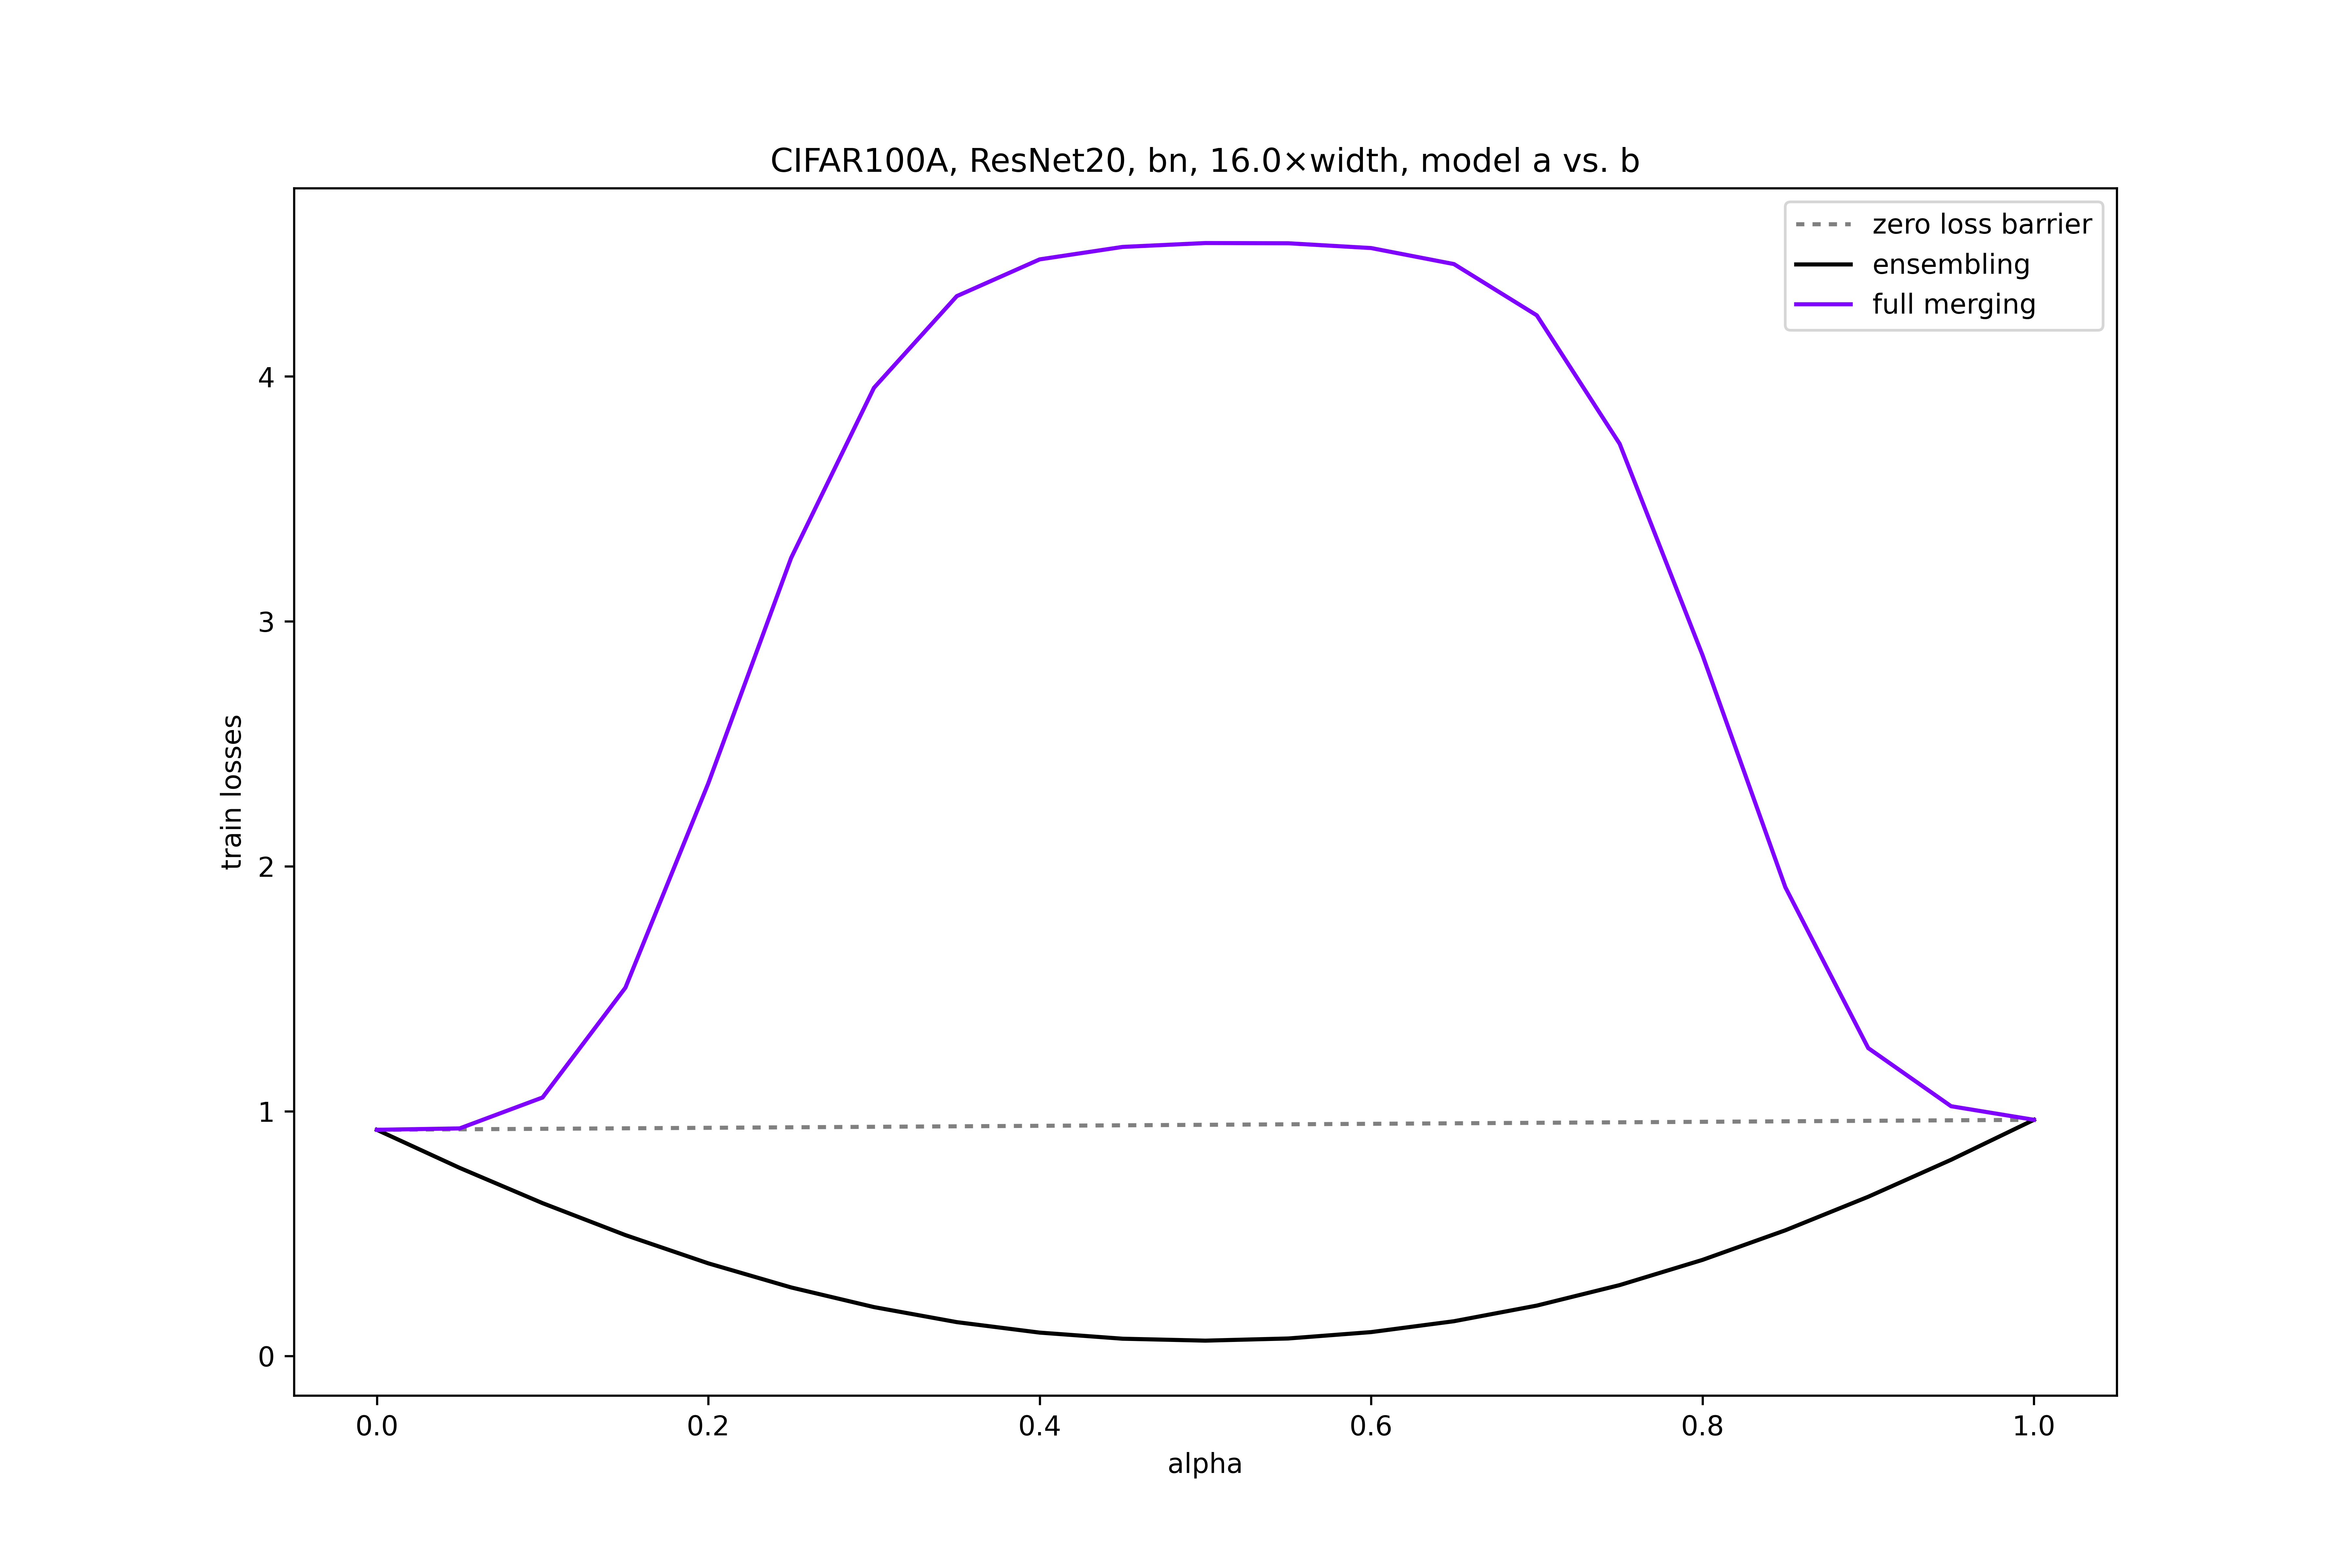 CIFAR100A, ResNet20, bn, 16.0×width, model a vs. b
zero loss barrier
ensembling
full merging
train losses
4
3
2
1
0
0.0 0.2 0.4 0.6 0.8 1.0
alpha